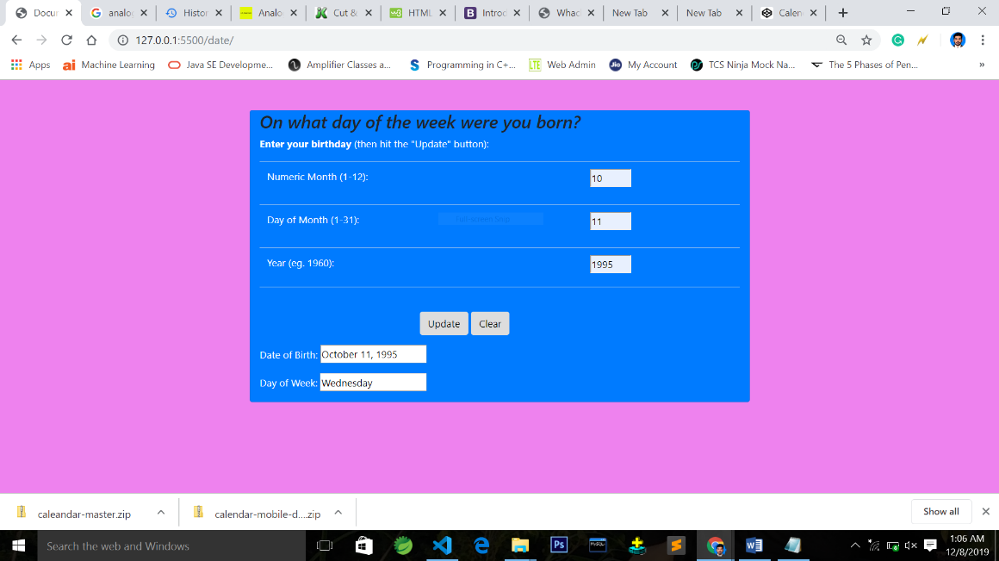 Docur
analo
Histor
Analo
Cut &
HTML
Introd
Whac
New Tab
New Tab
Calen
127.0.0.1:5500/date/
Apps
Machine Learning
Java SE Developme...
Amplifier Classes a...
Programming in C+...
Web Admin
My Account
TCS Ninja Mock Na...
The 5 Phases of Pen...
»
On what day of the week were you born?
Enter your birthday (then hit the "Update" button):
Numeric Month (1-12): 10
Day of Month (1-31): 11
Year (eg. 1960): 1995
Update Clear
Date of Birth: October 11, 1995
Day of Week: Wednesday
caleandar-master.zip
calendar-mobile-d....zip
Show all
Search the web and Windows
Ps
MySQL
1:06 AM
12/8/2019